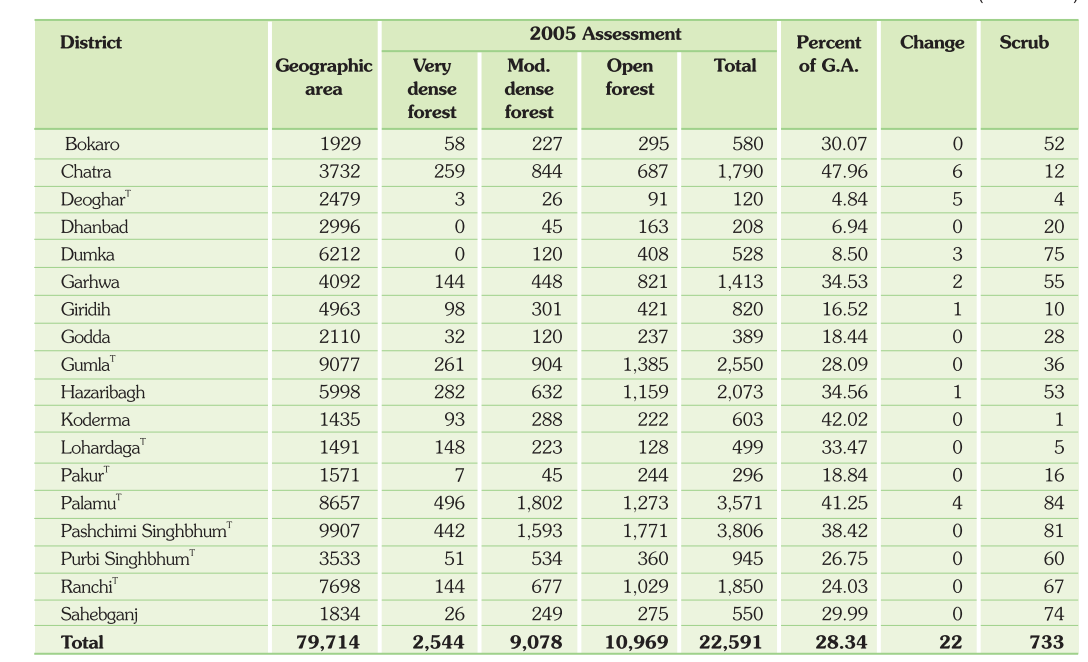 2005 Assessment
District Geographic area Very dense forest Mod. dense forest Open forest Total Percent of G.A. Change Scrub
Bokaro 1929 58 227 295 580 30.07 0 52
Chatra 3732 259 844 687 1,790 47.96 6 12
Deoghar^T 2479 3 26 91 120 4.84 5 4
Dhanbad 2996 0 45 163 208 6.94 0 20
Dumka 6212 0 120 408 528 8.50 3 75
Garhwa 4092 144 448 821 1,413 34.53 2 55
Giridih 4963 98 301 421 820 16.52 1 10
Godda 2110 32 120 237 389 18.44 0 28
Gumla^T 9077 261 904 1,385 2,550 28.09 0 36
Hazaribagh 5998 282 632 1,159 2,073 34.56 1 53
Koderma 1435 93 288 222 603 42.02 0 1
Lohardaga^T 1491 148 223 128 499 33.47 0 5
Pakur^T 1571 7 45 244 296 18.84 0 16
Palamu^T 8657 496 1,802 1,273 3,571 41.25 4 84
Pashchimi Singhbhum^T 9907 442 1,593 1,771 3,806 38.42 0 81
Purbi Singhbhum^T 3533 51 534 360 945 26.75 0 60
Ranchi^T 7698 144 677 1,029 1,850 24.03 0 67
Sahebganj 1834 26 249 275 550 29.99 0 74
Total 79,714 2,544 9,078 10,969 22,591 28.34 22 733